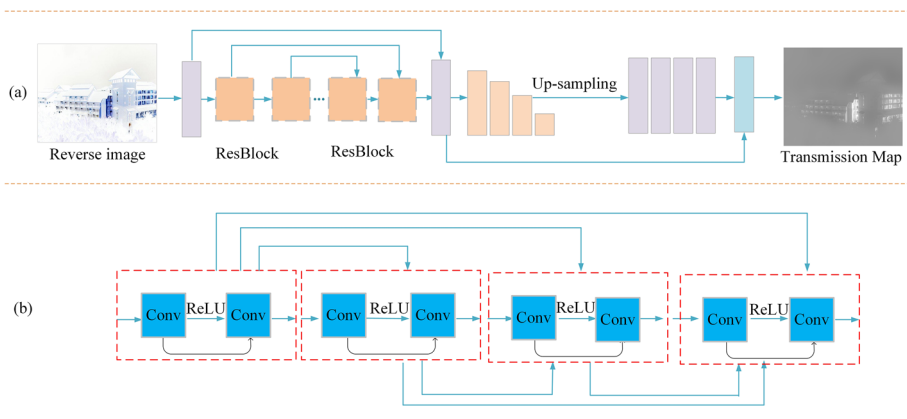 (a)
Up-sampling
Reverse image
ResBlock
ResBlock
Transmission Map
(b)
Conv
ReLU
Conv
Conv
ReLU
Conv
Conv
ReLU
Conv
Conv
ReLU
Conv